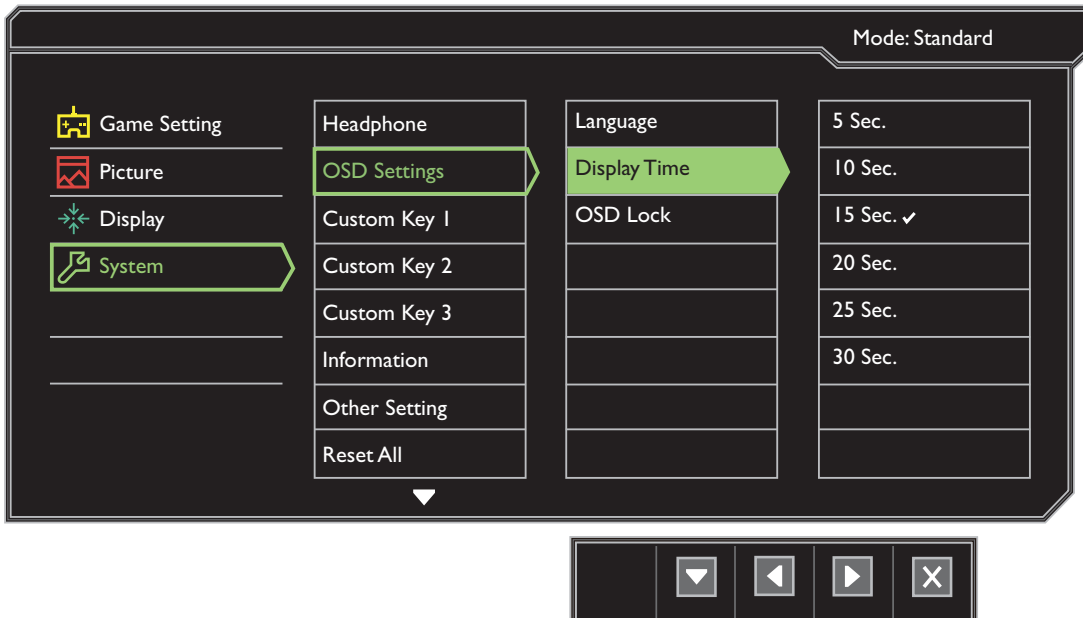 Mode: Standard
Game Setting
Picture
Display
System
Headphone
OSD Settings
Custom Key 1
Custom Key 2
Custom Key 3
Information
Other Setting
Reset All
Language
Display Time
OSD Lock
5 Sec.
10 Sec.
15 Sec.
20 Sec.
25 Sec.
30 Sec.